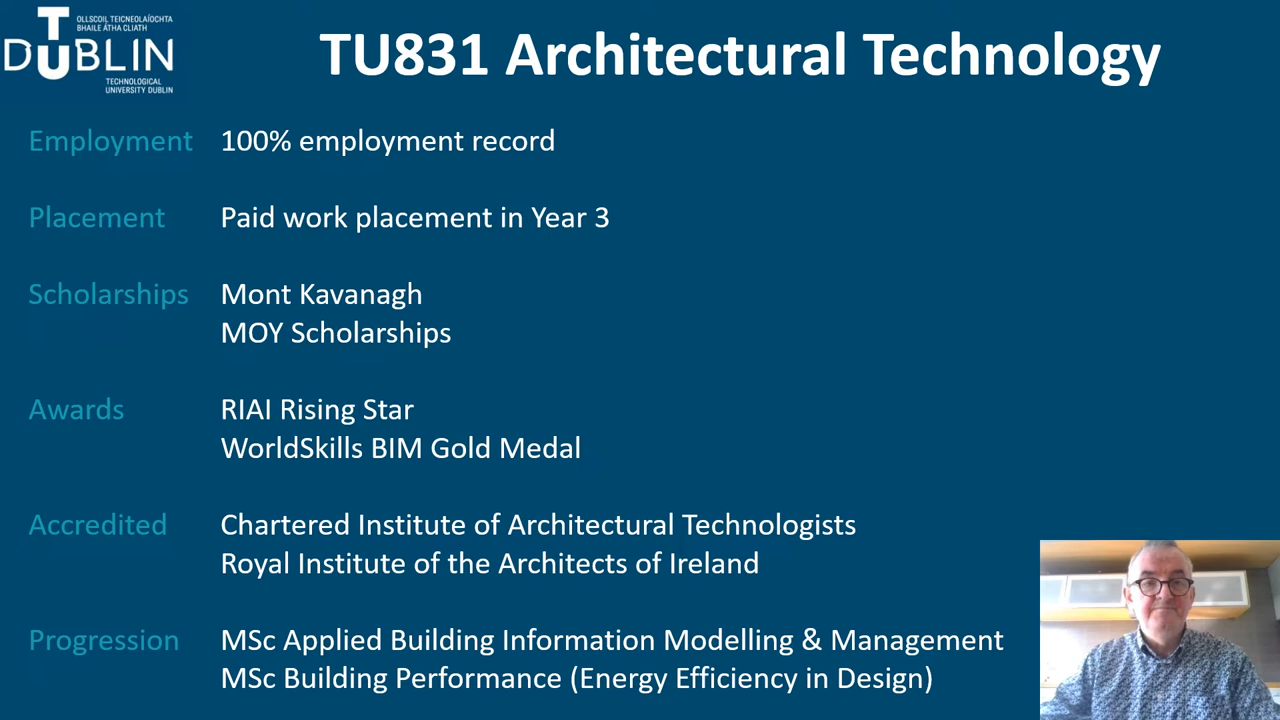 OLLSCOIL TEICNEOLAÍOCHTA
BHAILE ÁTHA CLIATH
TU DUBLIN
TECHNOLOGICAL
UNIVERSITY DUBLIN
TU831 Architectural Technology
Employment 100% employment record
Placement Paid work placement in Year 3
Scholarships Mont Kavanagh
MOY Scholarships
Awards RIAI Rising Star
WorldSkills BIM Gold Medal
Accredited Chartered Institute of Architectural Technologists
Royal Institute of the Architects of Ireland
Progression MSc Applied Building Information Modelling & Management
MSc Building Performance (Energy Efficiency in Design)